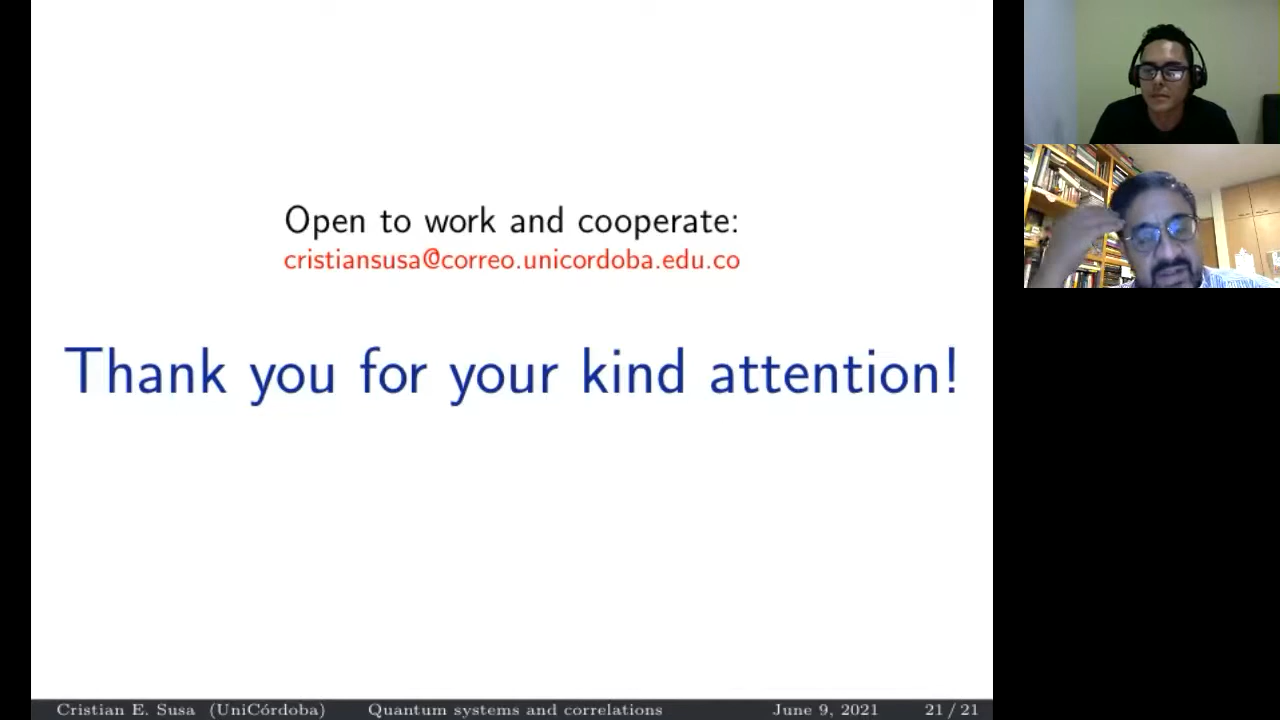 Open to work and cooperate:
cristiansusa@correo.unicordoba.edu.co
Thank you for your kind attention!
Cristian E. Susa (UniCórdoba) Quantum systems and correlations June 9, 2021 21 / 21